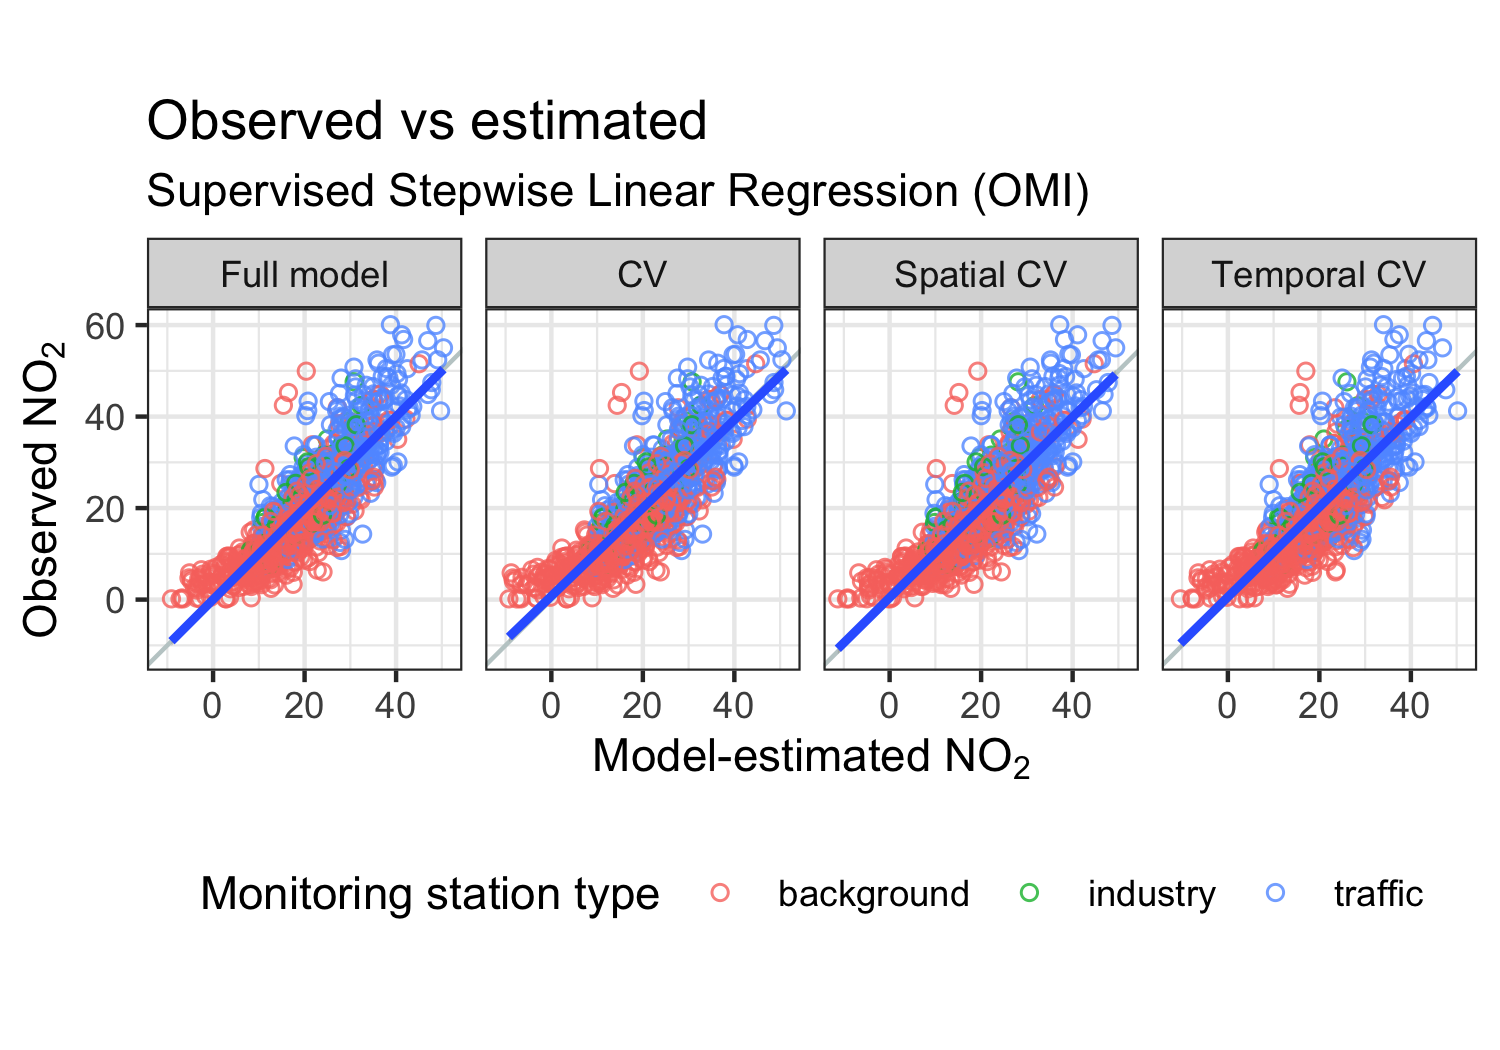 Observed vs estimated
Supervised Stepwise Linear Regression (OMI)
Full model CV Spatial CV Temporal CV
Observed NO₂
60
40
20
0
0 20 40 0 20 40 0 20 40 0 20 40
Model-estimated NO₂
Monitoring station type background industry traffic